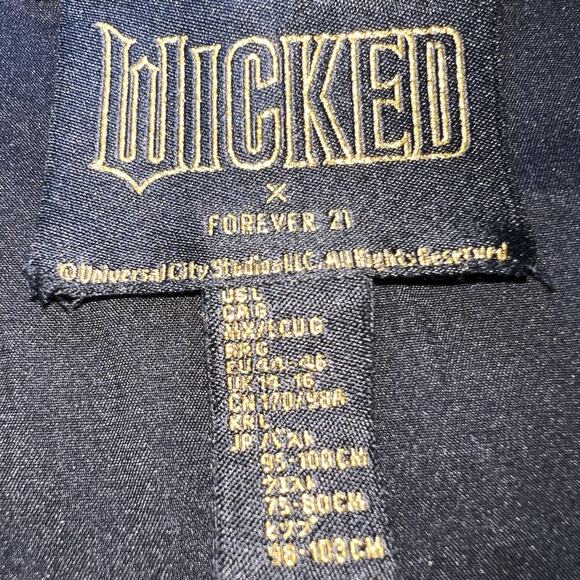 WICKED
X
FOREVER 21
©Universal City Studios LLC. All Rights Reserved.
US L
CA G
MX/ECU G
BR G
EU 44-46
UK 14-16
CN 170/98A
KR L
JP バスト
95-100CM
ウエスト
75-80CM
ヒップ
98-103CM